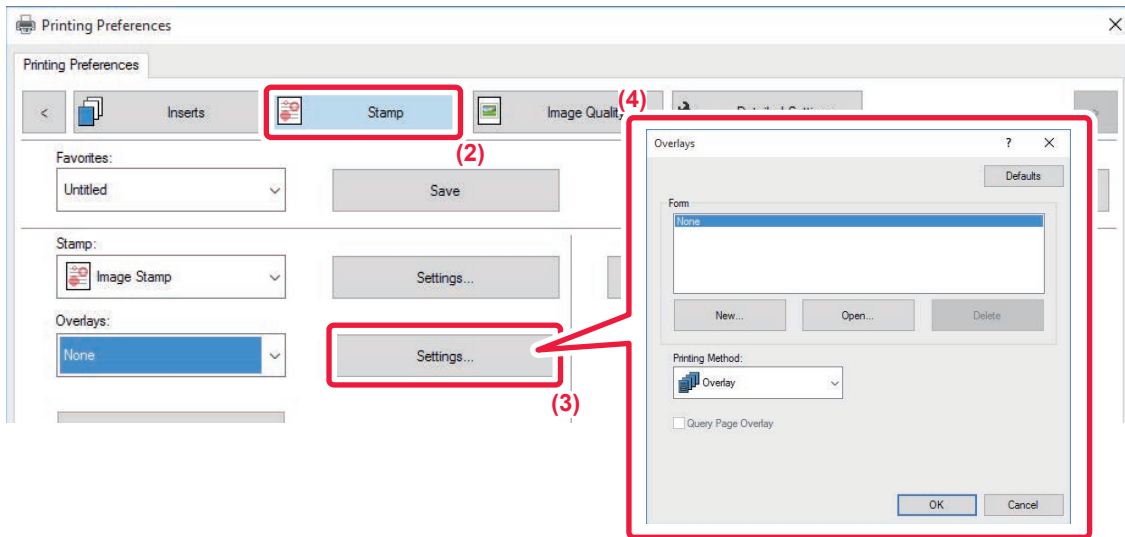 Printing Preferences
Printing Preferences
Inserts
Stamp
Image Quality
(4)
(2)
Favorites:
Untitled
Save
Stamp:
Image Stamp
Settings...
Overlays:
None
Settings...
(3)
Overlays
Defaults
Form
None
New...
Open...
Delete
Printing Method:
Overlay
Query Page Overlay
OK
Cancel